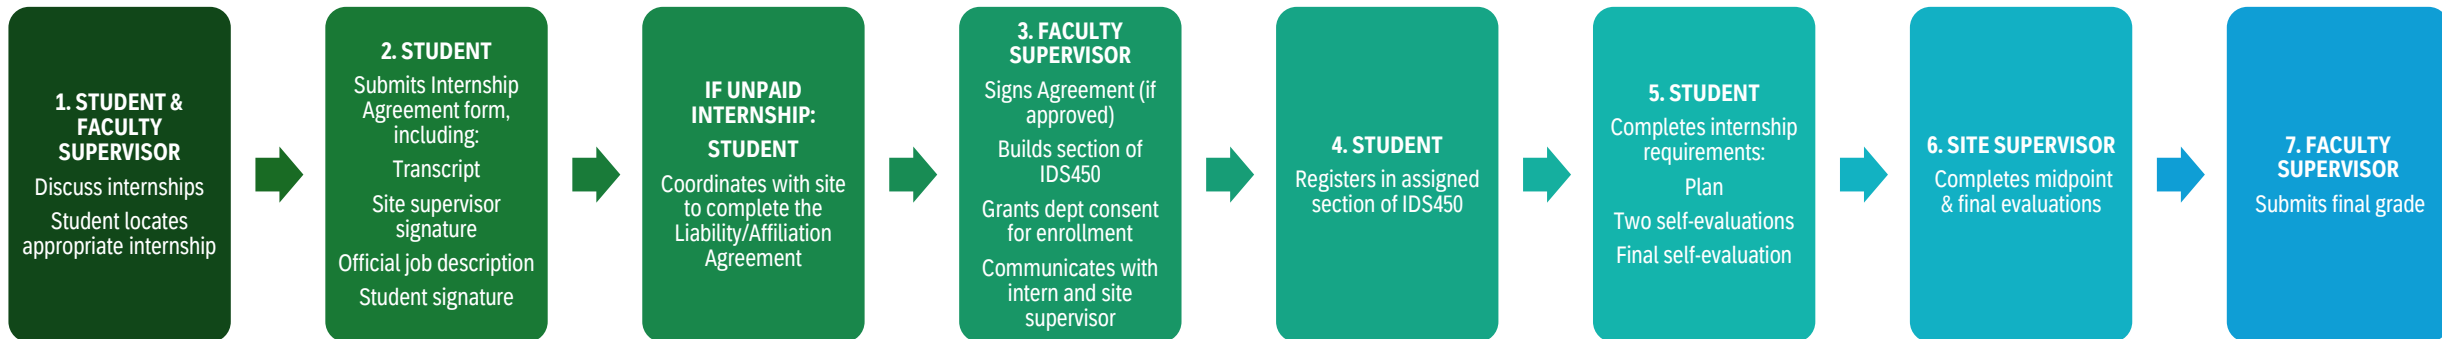 1. STUDENT &
FACULTY
SUPERVISOR
Discuss internships
Student locates
appropriate internship
2. STUDENT
Submits Internship
Agreement form,
including:
Transcript
Site supervisor
signature
Official job description
Student signature
IF UNPAID
INTERNSHIP:
STUDENT
Coordinates with site
to complete the
Liability/Affiliation
Agreement
3. FACULTY
SUPERVISOR
Signs Agreement (if
approved)
Builds section of
IDS450
Grants dept consent
for enrollment
Communicates with
intern and site
supervisor
4. STUDENT
Registers in assigned
section of IDS450
5. STUDENT
Completes internship
requirements:
Plan
Two self-evaluations
Final self-evaluation
6. SITE SUPERVISOR
Completes midpoint
& final evaluations
7. FACULTY
SUPERVISOR
Submits final grade